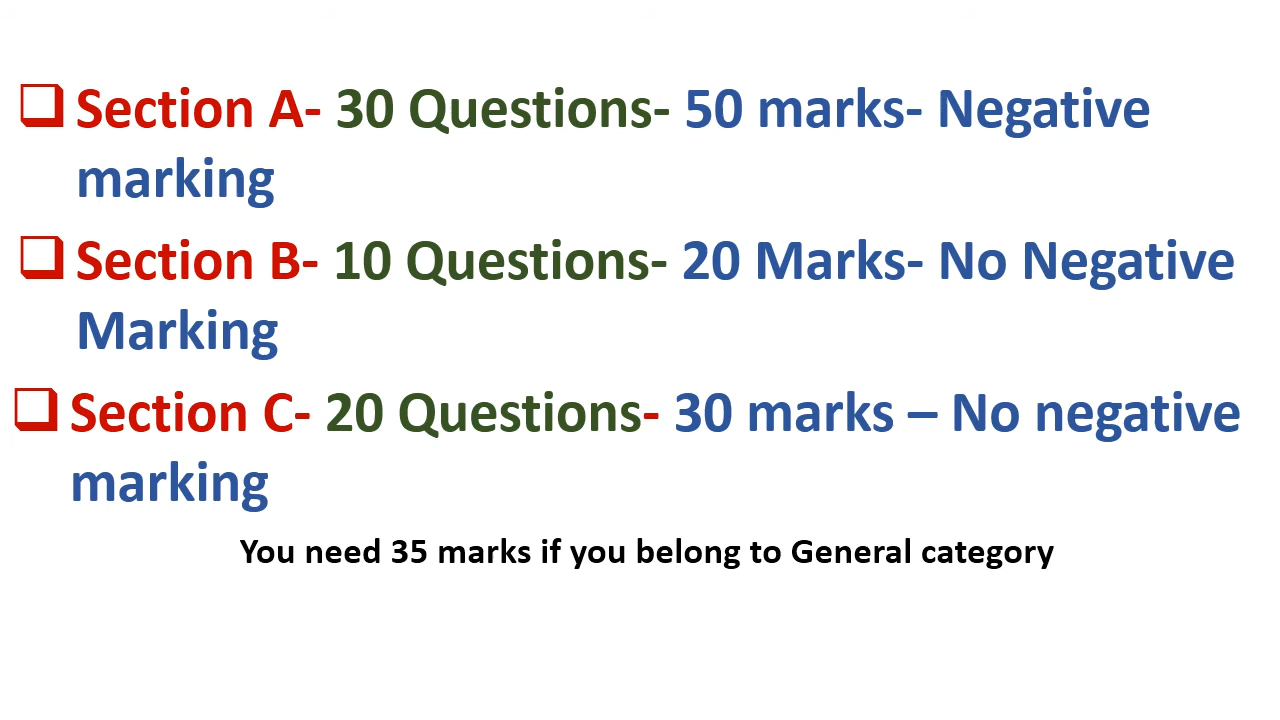 Section A- 30 Questions- 50 marks- Negative
marking
Section B- 10 Questions- 20 Marks- No Negative
Marking
Section C- 20 Questions- 30 marks – No negative
marking
You need 35 marks if you belong to General category